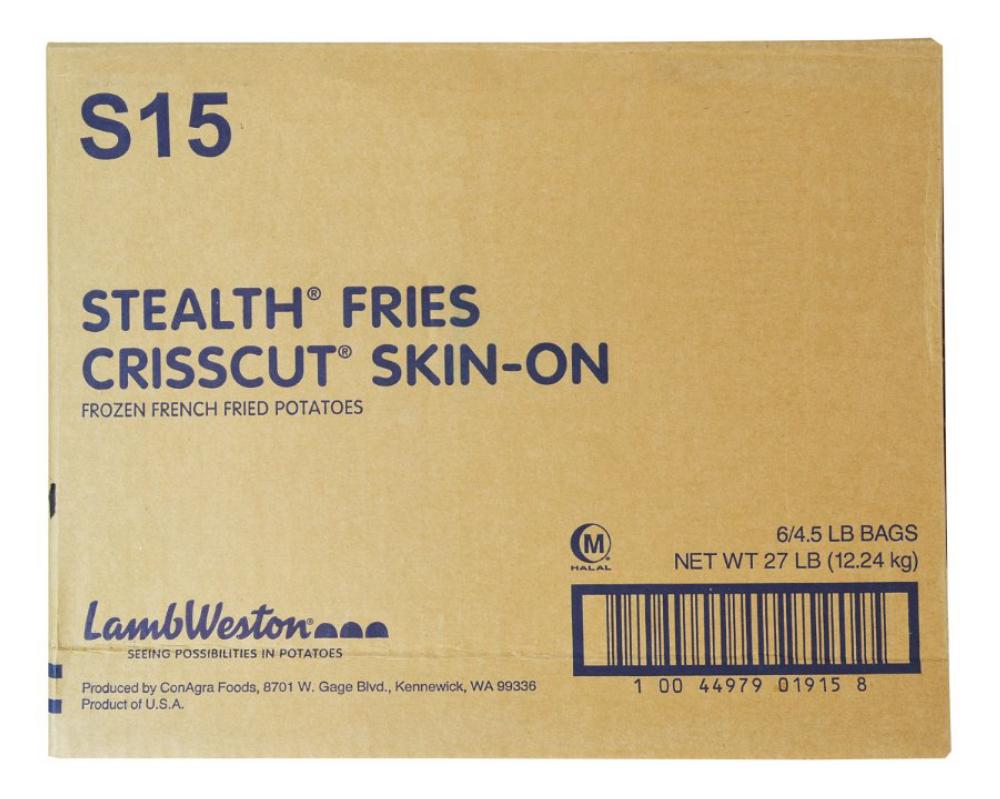 S15
STEALTH® FRIES
CRISSCUT® SKIN-ON
FROZEN FRENCH FRIED POTATOES
M
HALAL
6/4.5 LB BAGS
NET WT 27 LB (12.24 kg)
LambWeston®
SEEING POSSIBILITIES IN POTATOES
Produced by ConAgra Foods, 8701 W. Gage Blvd., Kennewick, WA 99336
Product of U.S.A.
1 00 44979 01915 8